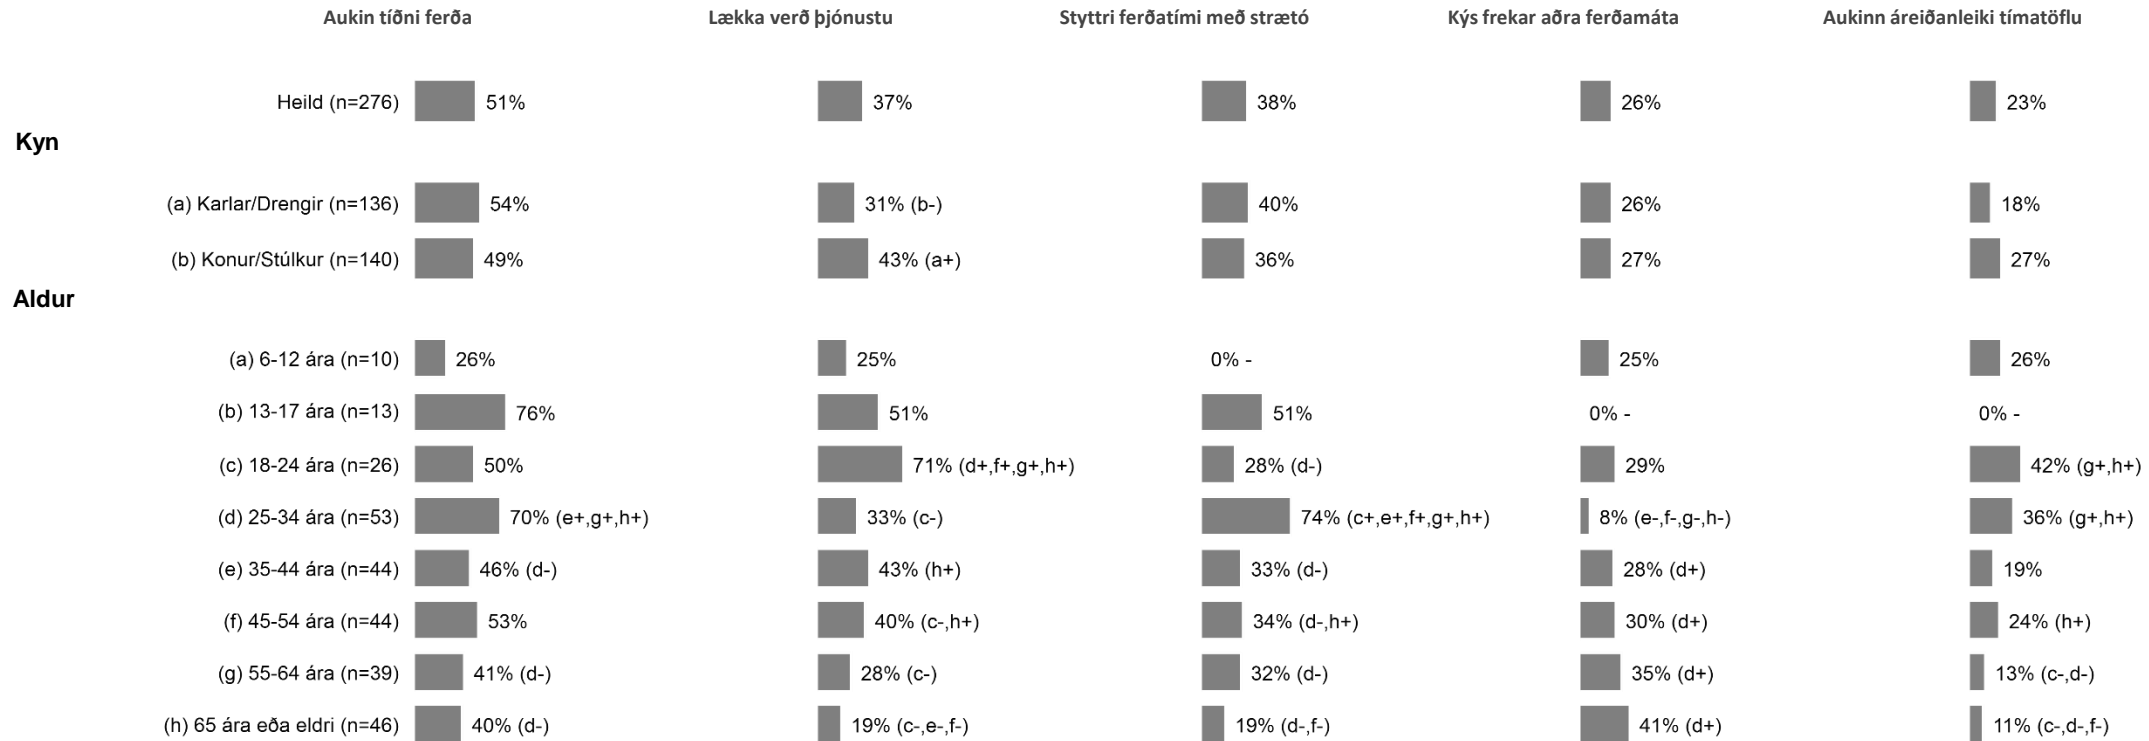 Aukin tíðni ferða Lækka verð þjónustu Styttri ferðatími með strætó Kýs frekar aðra ferðamáta Aukinn áreiðanleiki tímatöflu
Heild (n=276) 51% 37% 38% 26% 23%
Kyn
(a) Karlar/Drengir (n=136) 54% 31% (b-) 40% 26% 18%
(b) Konur/Stúlkur (n=140) 49% 43% (a+) 36% 27% 27%
Aldur
(a) 6-12 ára (n=10) 26% 25% 0% - 25% 26%
(b) 13-17 ára (n=13) 76% 51% 51% 0% - 0% -
(c) 18-24 ára (n=26) 50% 71% (d+,f+,g+,h+) 28% (d-) 29% 42% (g+,h+)
(d) 25-34 ára (n=53) 70% (e+,g+,h+) 33% (c-) 74% (c+,e+,f+,g+,h+) 8% (e-,f-,g-,h-) 36% (g+,h+)
(e) 35-44 ára (n=44) 46% (d-) 43% (h+) 33% (d-) 28% (d+) 19%
(f) 45-54 ára (n=44) 53% 40% (c-,h+) 34% (d-,h+) 30% (d+) 24% (h+)
(g) 55-64 ára (n=39) 41% (d-) 28% (c-) 32% (d-) 35% (d+) 13% (c-,d-)
(h) 65 ára eða eldri (n=46) 40% (d-) 19% (c-,e-,f-) 19% (d-,f-) 41% (d+) 11% (c-,d-,f-)